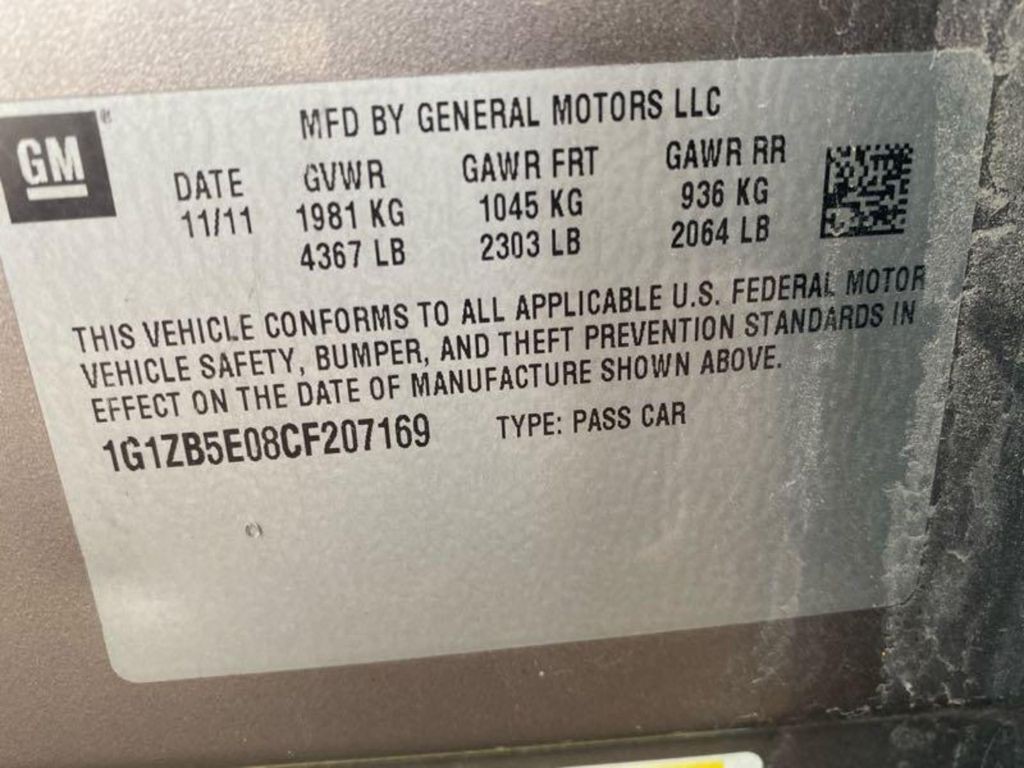 GM®
MFD BY GENERAL MOTORS LLC
DATE GVWR GAWR FRT GAWR RR
11/11 1981 KG 1045 KG 936 KG
4367 LB 2303 LB 2064 LB
THIS VEHICLE CONFORMS TO ALL APPLICABLE U.S. FEDERAL MOTOR
VEHICLE SAFETY, BUMPER, AND THEFT PREVENTION STANDARDS IN
EFFECT ON THE DATE OF MANUFACTURE SHOWN ABOVE.
1G1ZB5E08CF207169 TYPE: PASS CAR